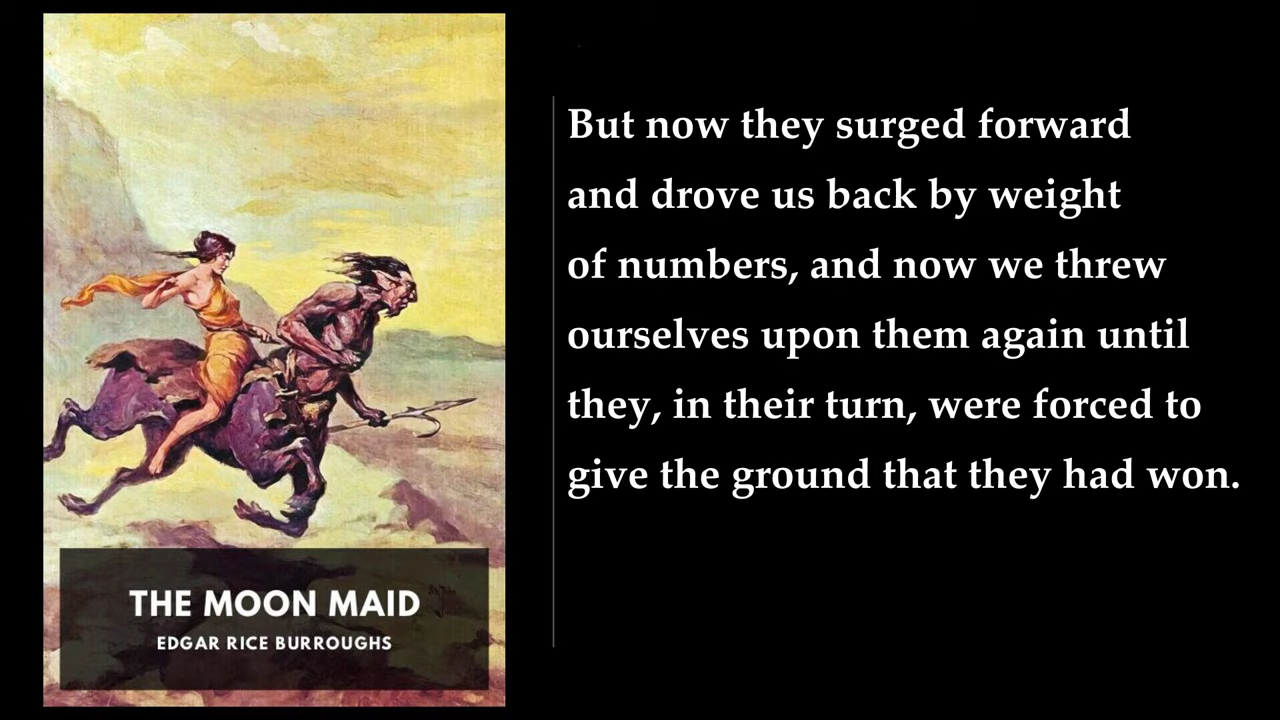 THE MOON MAID
EDGAR RICE BURROUGHS
But now they surged forward
and drove us back by weight
of numbers, and now we threw
ourselves upon them again until
they, in their turn, were forced to
give the ground that they had won.